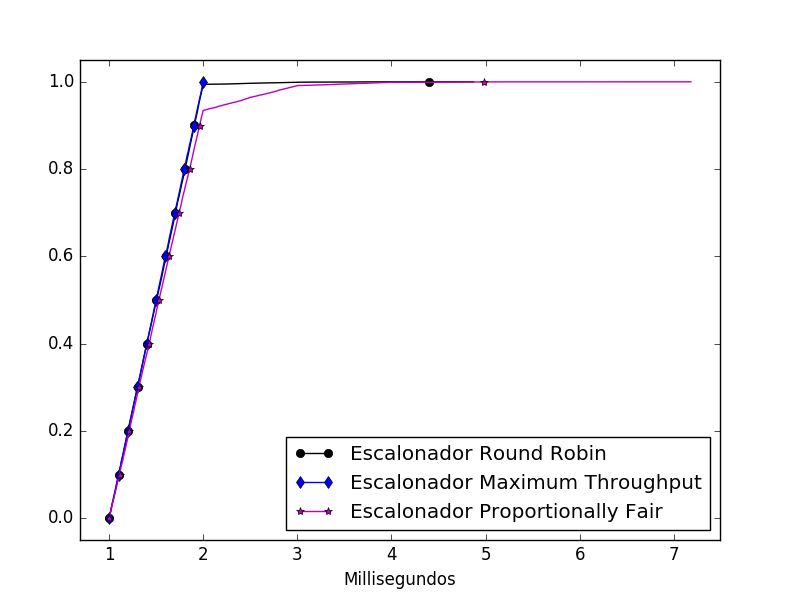 1.0
0.8
0.6
0.4
0.2
0.0
Escalonador Round Robin
Escalonador Maximum Throughput
Escalonador Proportionally Fair
1 2 3 4 5 6 7
Millisegundos